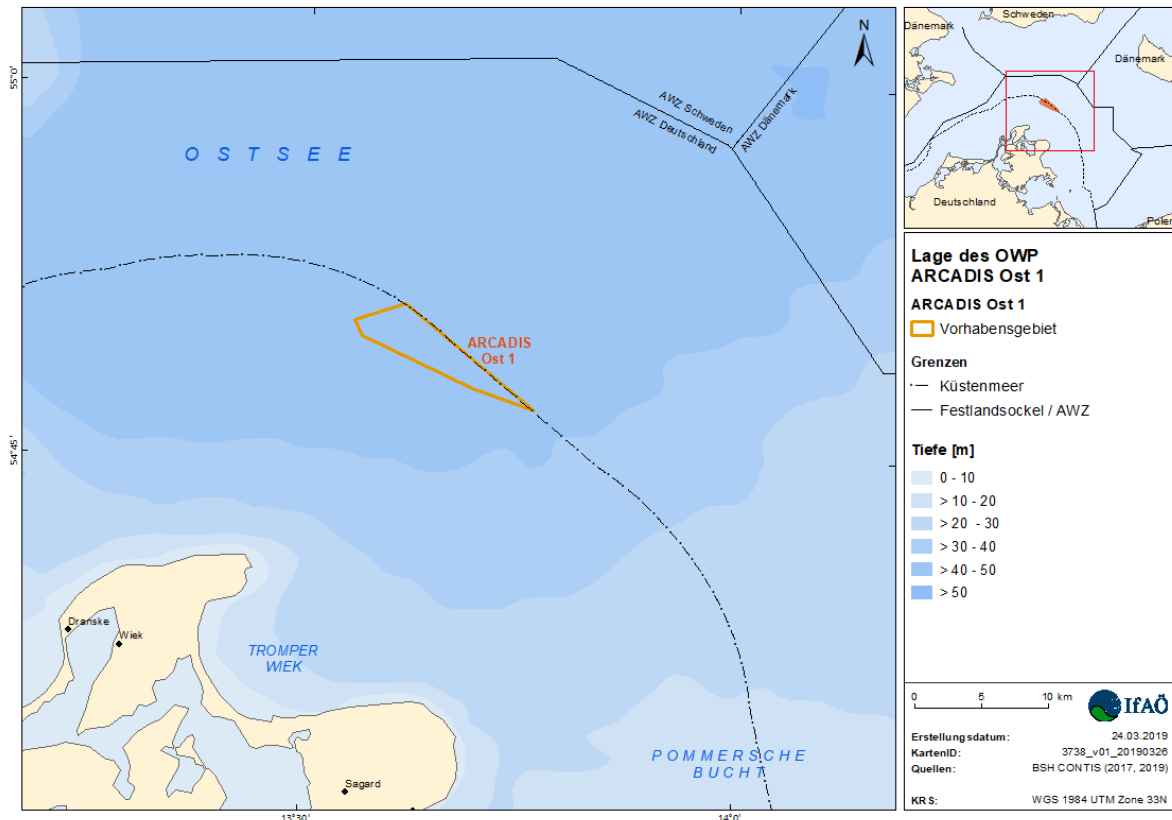 55°0'
54°45'
13°30'
14°0'
N
AWZ Schweden
AWZ Deutschland
AWZ Dänemark
O S T S E E
ARCADIS
Ost 1
Dranske
Wiek
TROMPER
WIEK
Sagard
POMMERSCHE
BUCHT
Dänemark
Schweden
Dänemark
Deutschland
Polen
Lage des OWP
ARCADIS Ost 1
ARCADIS Ost 1
Vorhabensgebiet
Grenzen
Küstenmeer
Festlandsockel / AWZ
Tiefe [m]
0 - 10
> 10 - 20
> 20 - 30
> 30 - 40
> 40 - 50
> 50
0 5 10 km
IfAÖ
Erstellungsdatum: 24.03.2019
KartenID: 3738_v01_20190326
Quellen: BSH CONTIS (2017, 2019)
KRS: WGS 1984 UTM Zone 33N